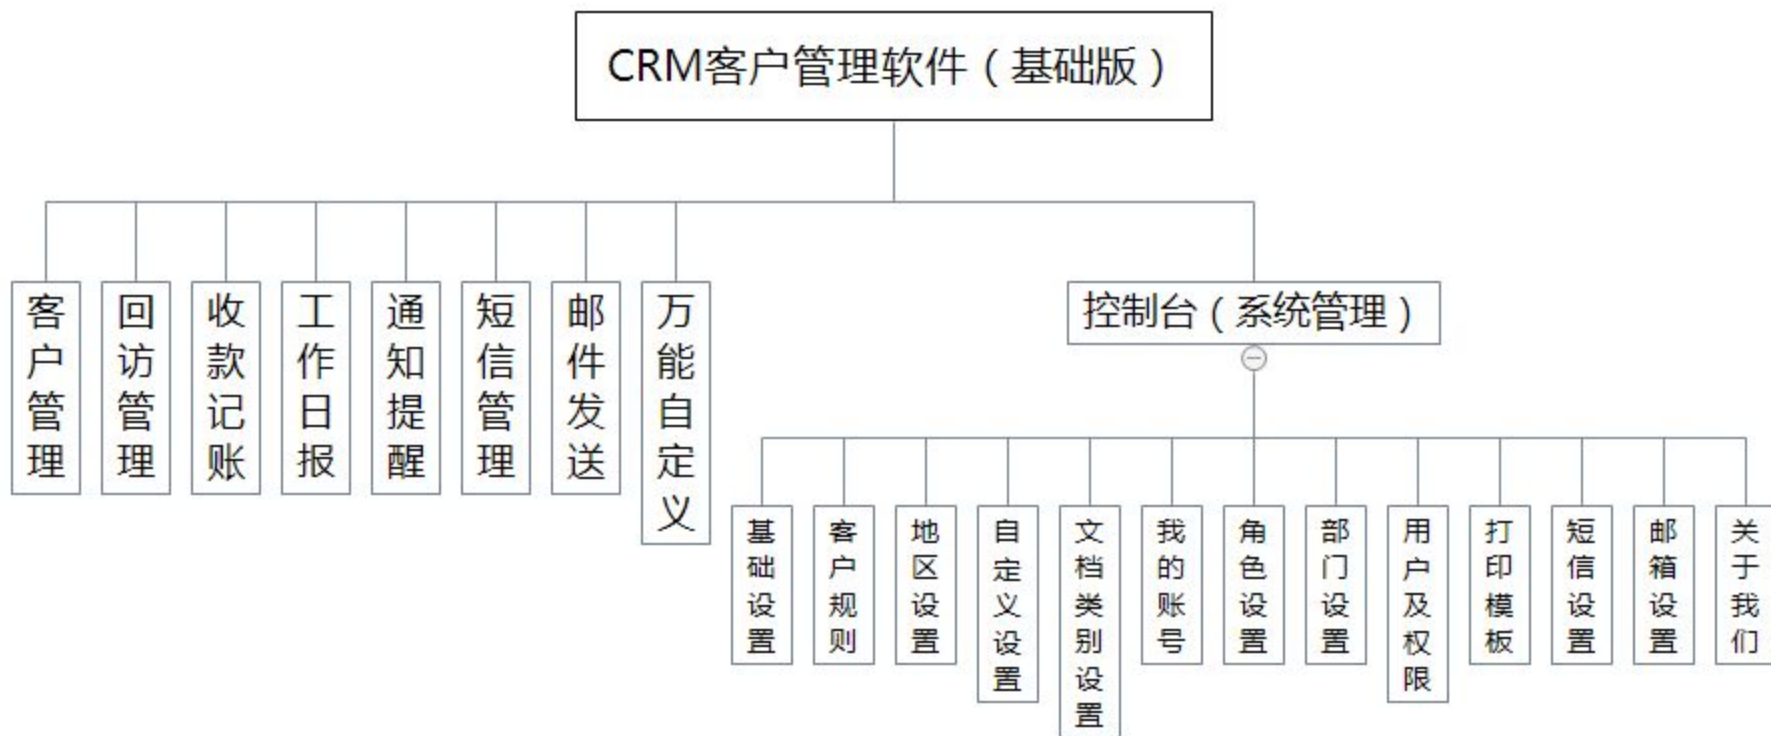 CRM客户管理软件（基础版）
客户管理
回访管理
收款记账
工作日报
通知提醒
短信管理
邮件发送
万能自定义
控制台（系统管理）
基础设置
客户规则
地区设置
自定义设置
文档类别设置
我的账号
角色设置
部门设置
用户及权限
打印模板
短信设置
邮箱设置
关于我们